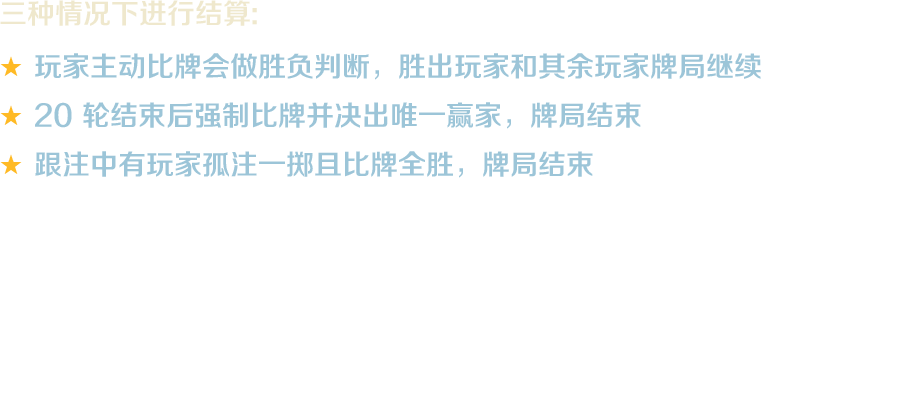 三种情况下进行结算:
★ 玩家主动比牌会做胜负判断，胜出玩家和其余玩家牌局继续
★ 20 轮结束后强制比牌并决出唯一赢家，牌局结束
★ 跟注中有玩家孤注一掷且比牌全胜，牌局结束